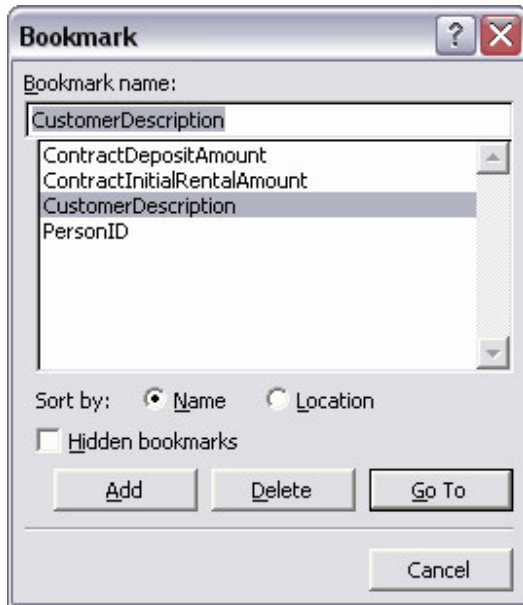 Bookmark
?
Bookmark name:
CustomerDescription
ContractDepositAmount
ContractInitialRentalAmount
CustomerDescription
PersonID
Sort by: Name Location
Hidden bookmarks
Add Delete Go To
Cancel